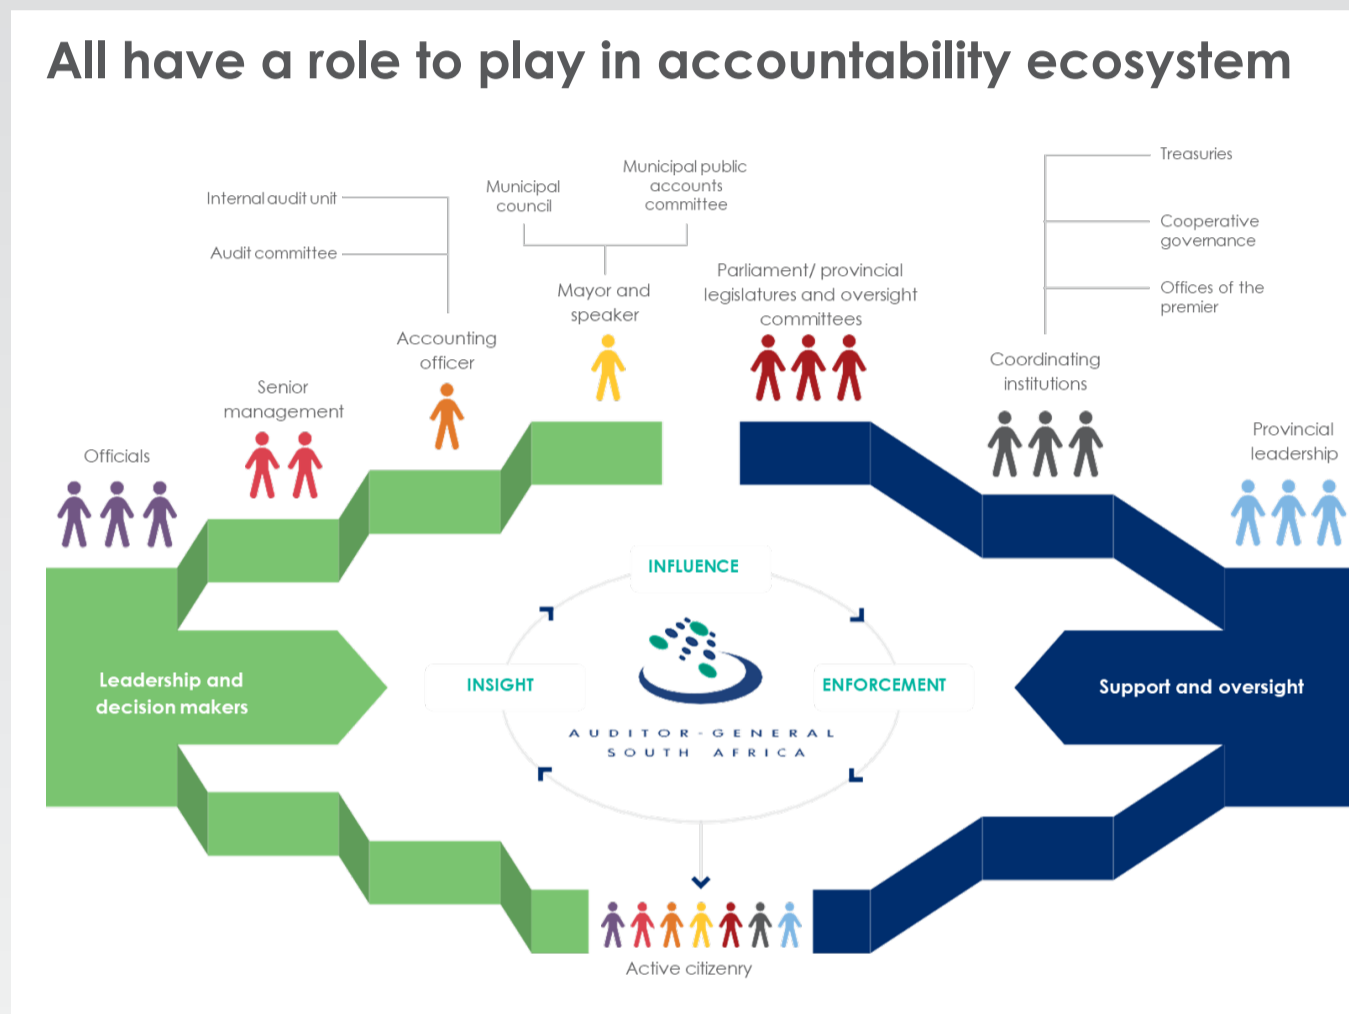 All have a role to play in accountability ecosystem
Internal audit unit
Audit committee
Municipal
council
Municipal public
accounts
committee
Treasuries
Cooperative
governance
Offices of the
premier
Mayor and
speaker
Parliament/ provincial
legislatures and oversight
committees
Accounting
officer
Coordinating
institutions
Senior
management
Officials
Provincial
leadership
INFLUENCE
INSIGHT
ENFORCEMENT
Leadership and
decision makers
Support and oversight
AUDITOR-GENERAL
SOUTH AFRICA
Active citizenry